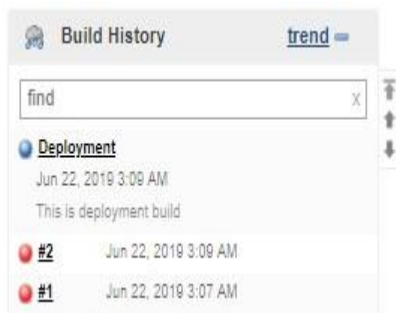 Build History trend
find x
Deployment
Jun 22, 2019 3:09 AM
This is deployment build
#2 Jun 22, 2019 3:09 AM
#1 Jun 22, 2019 3:07 AM